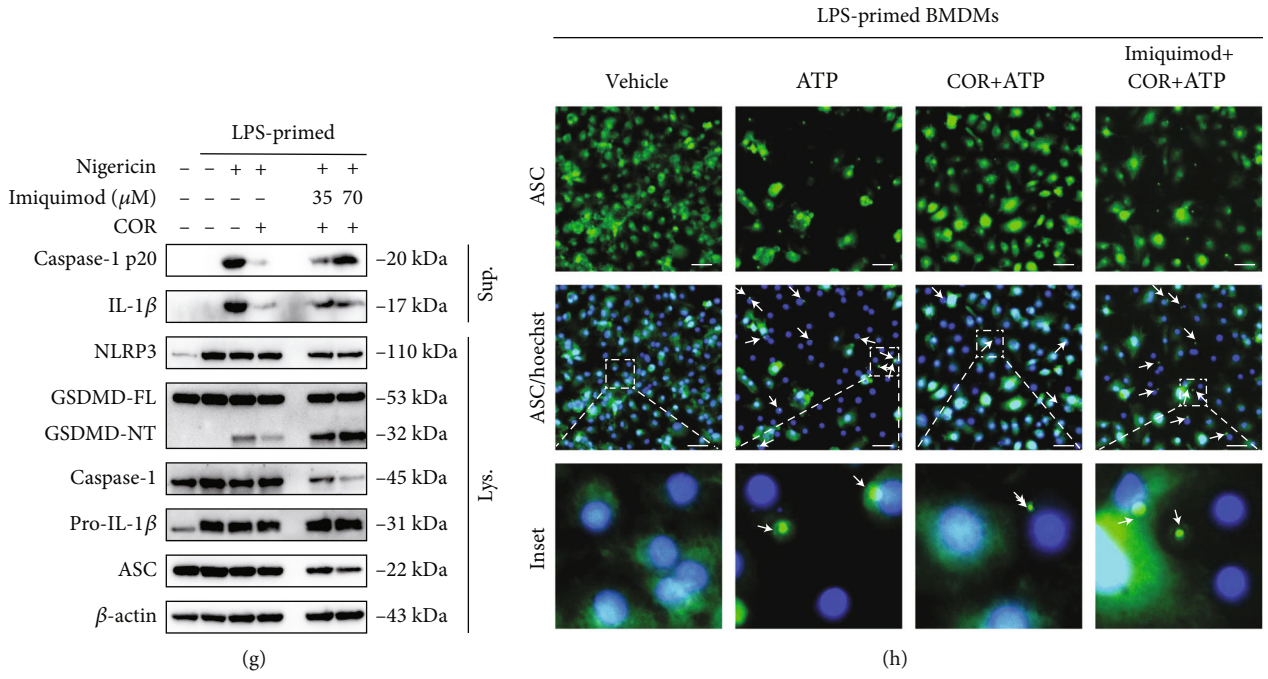 LPS-primed
Nigericin – – + + + +
Imiquimod (μM) – – – – 35 70
COR – – – + + +
Caspase-1 p20 –20 kDa
IL-1β –17 kDa
Sup.
NLRP3 –110 kDa
GSDMD-FL –53 kDa
GSDMD-NT –32 kDa
Caspase-1 –45 kDa
Pro-IL-1β –31 kDa
ASC –22 kDa
β-actin –43 kDa
Lys.
(g)
LPS-primed BMDMs
Vehicle ATP COR+ATP Imiquimod+
COR+ATP
ASC
ASC/hoechst
Inset
(h)